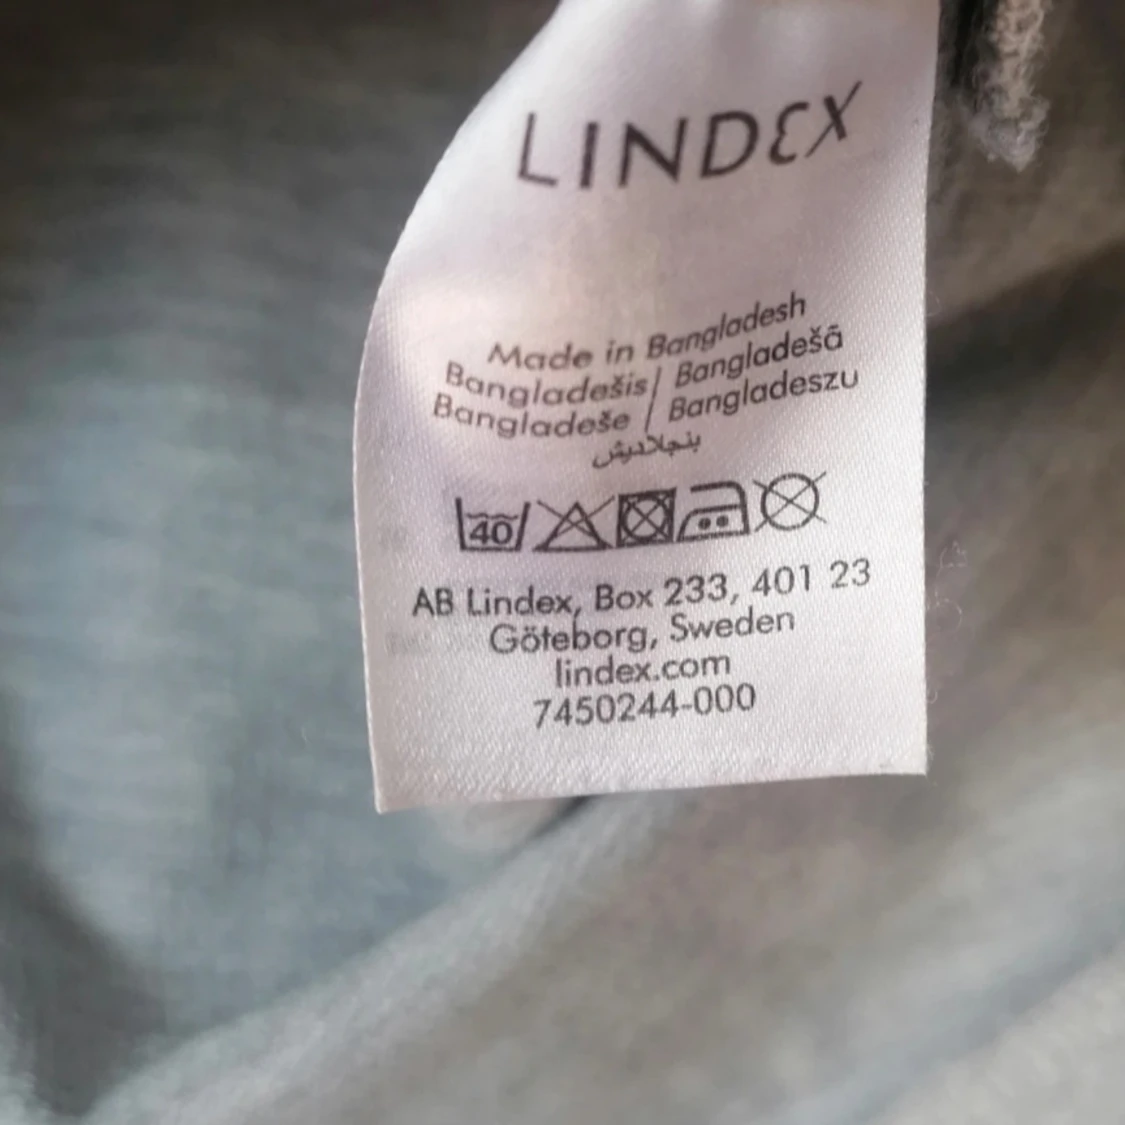 LINDEX
Made in Bangladesh
Bangladešis/ Bangladešā
Bangladeše / Bangladeszu
بنجلاديش
40
AB Lindex, Box 233, 401 23
Göteborg, Sweden
lindex.com
7450244-000